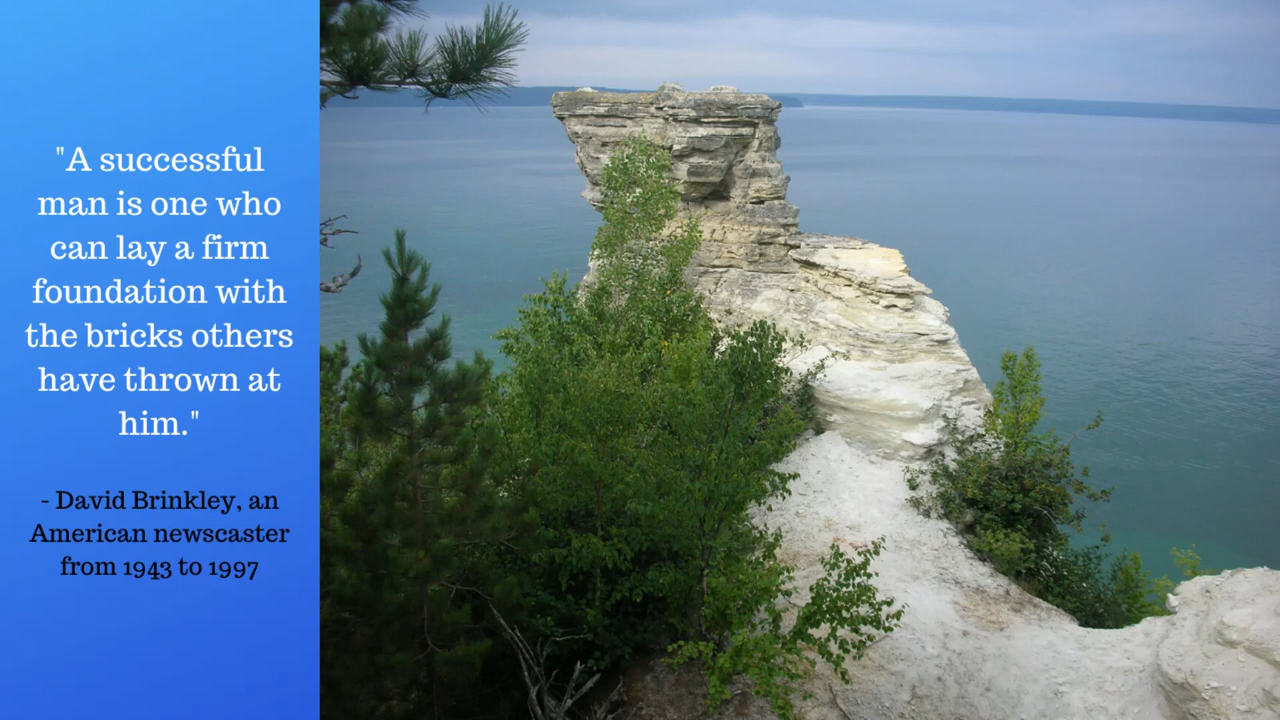 "A successful
man is one who
can lay a firm
foundation with
the bricks others
have thrown at
him."
- David Brinkley, an
American newscaster
from 1943 to 1997